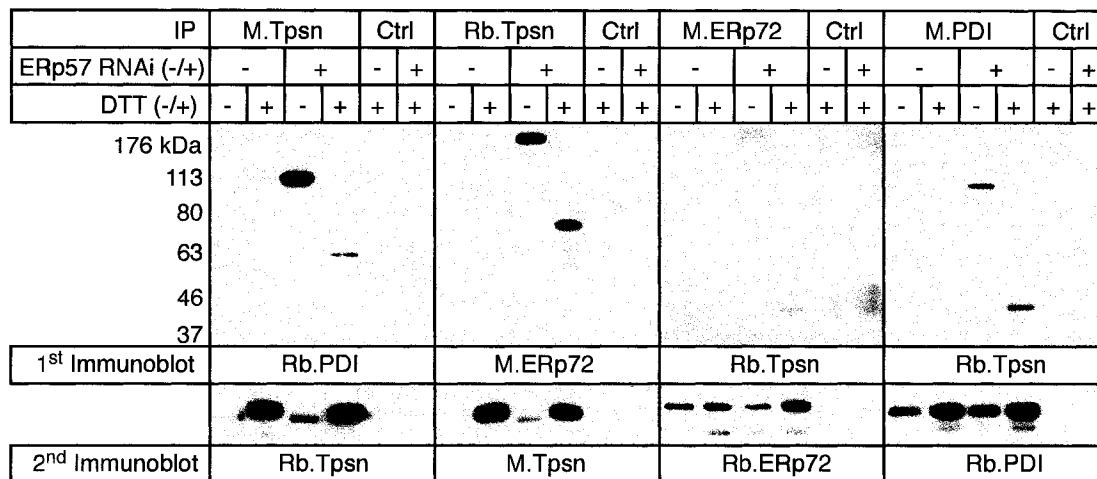 IP M.Tpsn Ctrl Rb.Tpsn Ctrl M.ERp72 Ctrl M.PDI Ctrl
ERp57 RNAi (-/+) - + - + - + - + - + - + - + - +
DTT (-/+) - + - + + + - + - + + + - + - + + + - + - + + +
176 kDa
113
80
63
46
37
1st Immunoblot Rb.PDI M.ERp72 Rb.Tpsn Rb.Tpsn
2nd Immunoblot Rb.Tpsn M.Tpsn Rb.ERp72 Rb.PDI